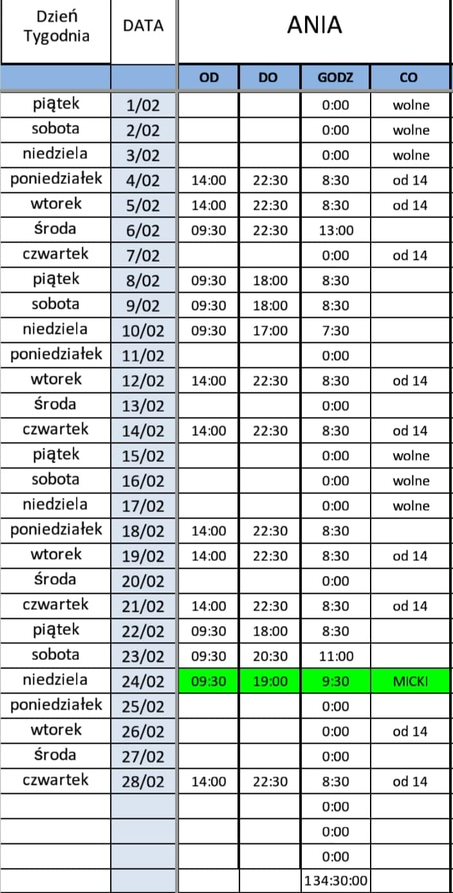 Dzień Tygodnia DATA ANIA
OD DO GODZ CO
piątek 1/02 0:00 wolne
sobota 2/02 0:00 wolne
niedziela 3/02 0:00 wolne
poniedziałek 4/02 14:00 22:30 8:30 od 14
wtorek 5/02 14:00 22:30 8:30 od 14
środa 6/02 09:30 22:30 13:00
czwartek 7/02 0:00 od 14
piątek 8/02 09:30 18:00 8:30
sobota 9/02 09:30 18:00 8:30
niedziela 10/02 09:30 17:00 7:30
poniedziałek 11/02 0:00
wtorek 12/02 14:00 22:30 8:30 od 14
środa 13/02 0:00
czwartek 14/02 14:00 22:30 8:30 od 14
piątek 15/02 0:00 wolne
sobota 16/02 0:00 wolne
niedziela 17/02 0:00 wolne
poniedziałek 18/02 14:00 22:30 8:30
wtorek 19/02 14:00 22:30 8:30 od 14
środa 20/02 0:00
czwartek 21/02 14:00 22:30 8:30 od 14
piątek 22/02 09:30 18:00 8:30
sobota 23/02 09:30 20:30 11:00
niedziela 24/02 09:30 19:00 9:30 MICKI
poniedziałek 25/02 0:00
wtorek 26/02 0:00 od 14
środa 27/02 0:00
czwartek 28/02 14:00 22:30 8:30 od 14
0:00
0:00
0:00
134:30:00